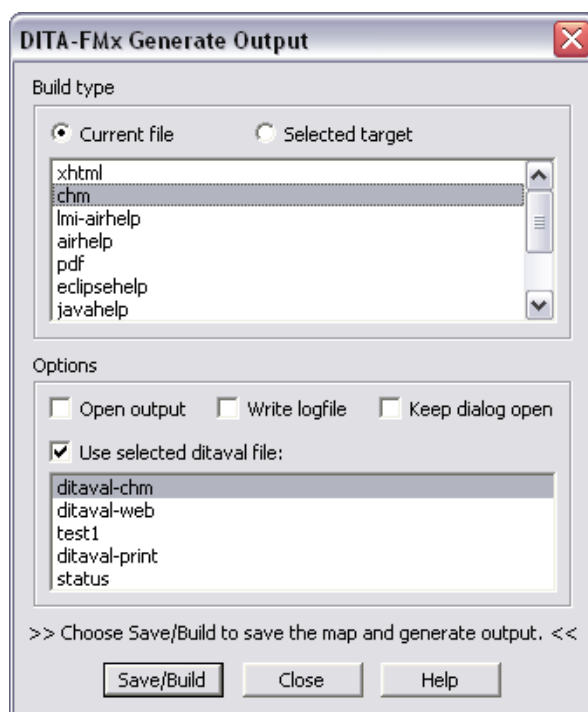 DITA-FMx Generate Output
Build type
Current file Selected target
xhtml
chm
lmi-airhelp
airhelp
pdf
eclipsehelp
javahelp
Options
Open output Write logfile Keep dialog open
Use selected ditaval file:
ditaval-chm
ditaval-web
test1
ditaval-print
status
>> Choose Save/Build to save the map and generate output. <<
Save/Build Close Help